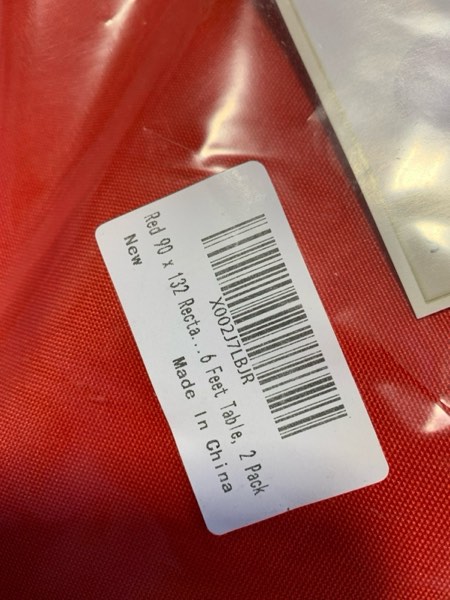 X002J7LBJR
Red 90 x 132 Recta...6 Feet Table, 2 Pack
New
Made In China